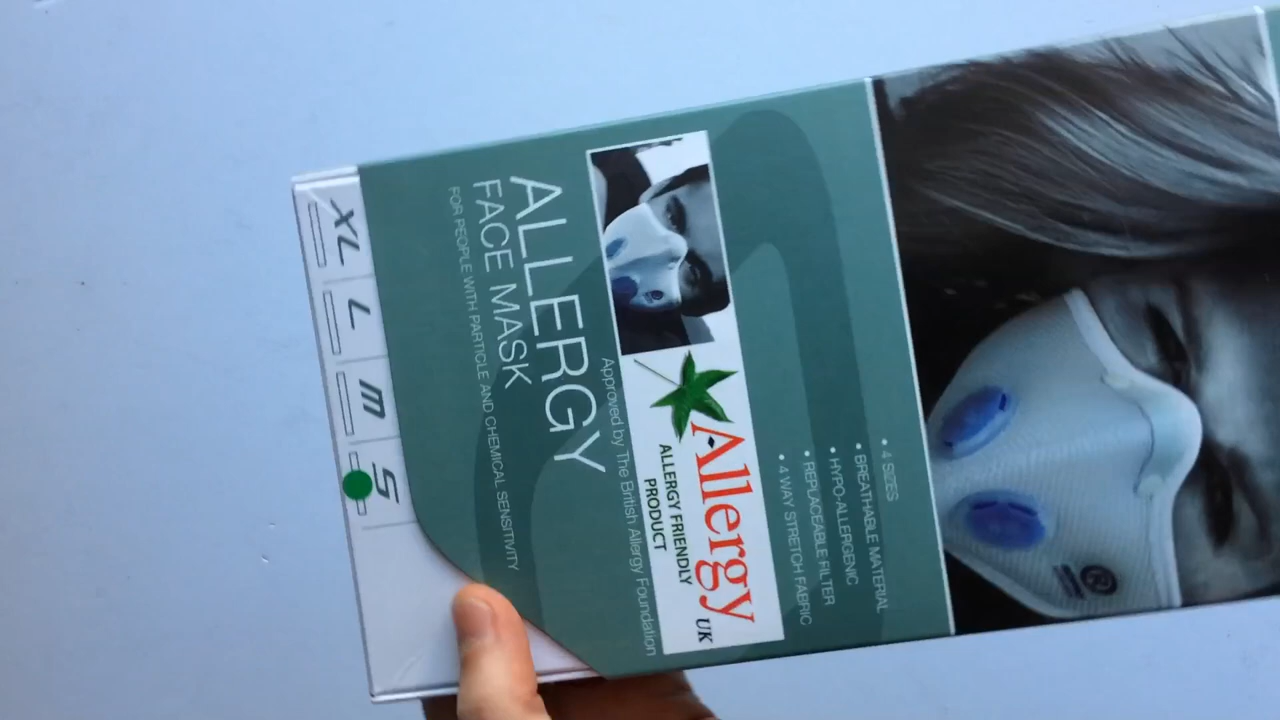 • 4 SIZES
• BREATHABLE MATERIAL
• HYPO-ALLERGENIC
• REPLACEABLE FILTER
• 4 WAY STRETCH FABRIC
Allergy UK
ALLERGY FRIENDLY
PRODUCT
Approved by The British Allergy Foundation
ALLERGY
FACE MASK
FOR PEOPLE WITH PARTICLE AND CHEMICAL SENSITIVITY
XL L M S
®